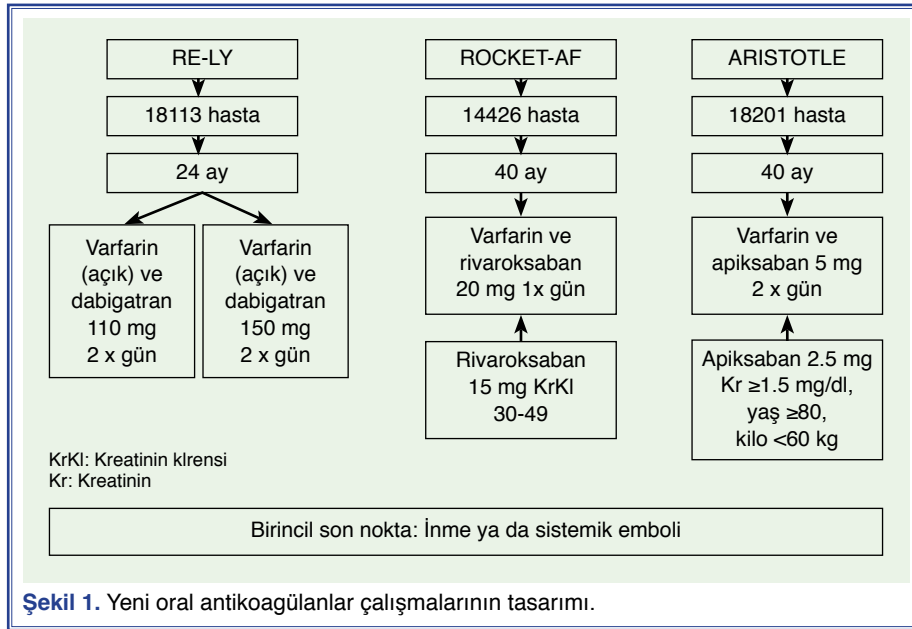 RE-LY
18113 hasta
24 ay
Varfarin
(açık) ve
dabigatran
110 mg
2 x gün
Varfarin
(açık) ve
dabigatran
150 mg
2 x gün
ROCKET-AF
14426 hasta
40 ay
Varfarin ve
rivaroksaban
20 mg 1x gün
Rivaroksaban
15 mg KrKl
30-49
ARISTOTLE
18201 hasta
40 ay
Varfarin ve
apiksaban 5 mg
2 x gün
Apiksaban 2.5 mg
Kr ≥1.5 mg/dl,
yaş ≥80,
kilo <60 kg
KrKl: Kreatinin klrensi
Kr: Kreatinin
Birincil son nokta: İnme ya da sistemik emboli
Şekil 1. Yeni oral antikoagülanlar çalışmalarının tasarımı.